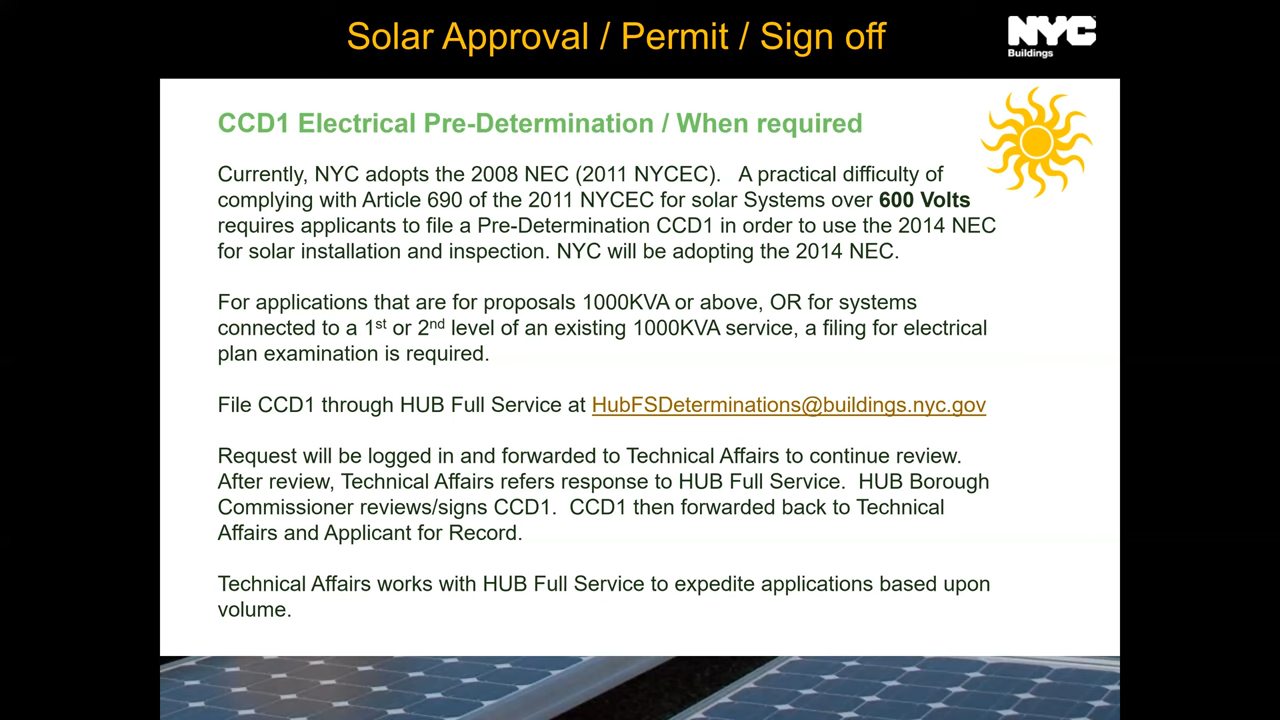 Solar Approval / Permit / Sign off
NYC
Buildings
CCD1 Electrical Pre-Determination / When required
Currently, NYC adopts the 2008 NEC (2011 NYCEC).   A practical difficulty of
complying with Article 690 of the 2011 NYCEC for solar Systems over 600 Volts
requires applicants to file a Pre-Determination CCD1 in order to use the 2014 NEC
for solar installation and inspection. NYC will be adopting the 2014 NEC.
For applications that are for proposals 1000KVA or above, OR for systems
connected to a 1st or 2nd level of an existing 1000KVA service, a filing for electrical
plan examination is required.
File CCD1 through HUB Full Service at HubFSDeterminations@buildings.nyc.gov
Request will be logged in and forwarded to Technical Affairs to continue review.
After review, Technical Affairs refers response to HUB Full Service.  HUB Borough
Commissioner reviews/signs CCD1.  CCD1 then forwarded back to Technical
Affairs and Applicant for Record.
Technical Affairs works with HUB Full Service to expedite applications based upon
volume.